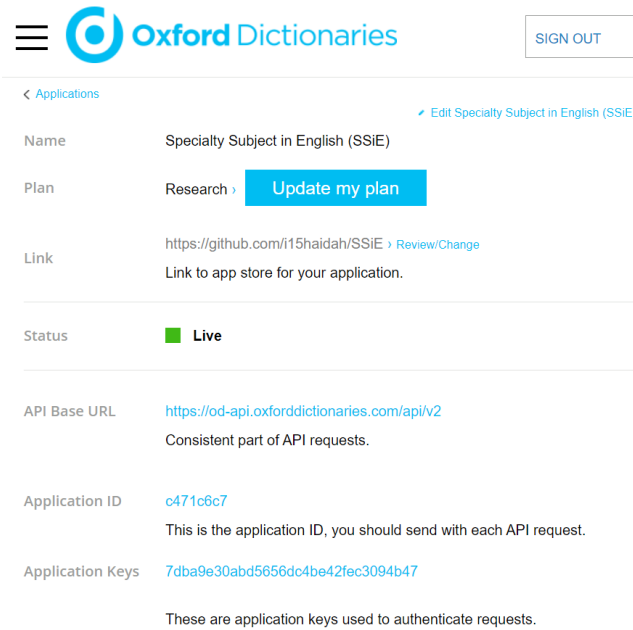 Oxford Dictionaries
SIGN OUT
Applications
Edit Specialty Subject in English (SSiE
Name
Specialty Subject in English (SSiE)
Plan
Research ›
Update my plan
Link
https://github.com/i15haidah/SSiE › Review/Change
Link to app store for your application.
Status
Live
API Base URL
https://od-api.oxforddictionaries.com/api/v2
Consistent part of API requests.
Application ID
c471c6c7
This is the application ID, you should send with each API request.
Application Keys
7dba9e30abd5656dc4be42fec3094b47
These are application keys used to authenticate requests.